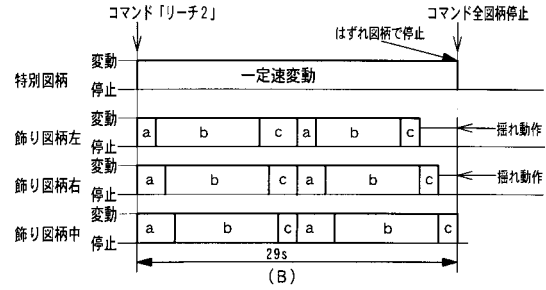 コマンド「リーチ2」
コマンド全図柄停止
はずれ図柄で停止
特別図柄
変動
停止
一定速変動
飾り図柄左
変動
停止
a b c a b c
揺れ動作
飾り図柄右
変動
停止
a b c a b c
揺れ動作
飾り図柄中
変動
停止
a b c a b c
29s
(B)